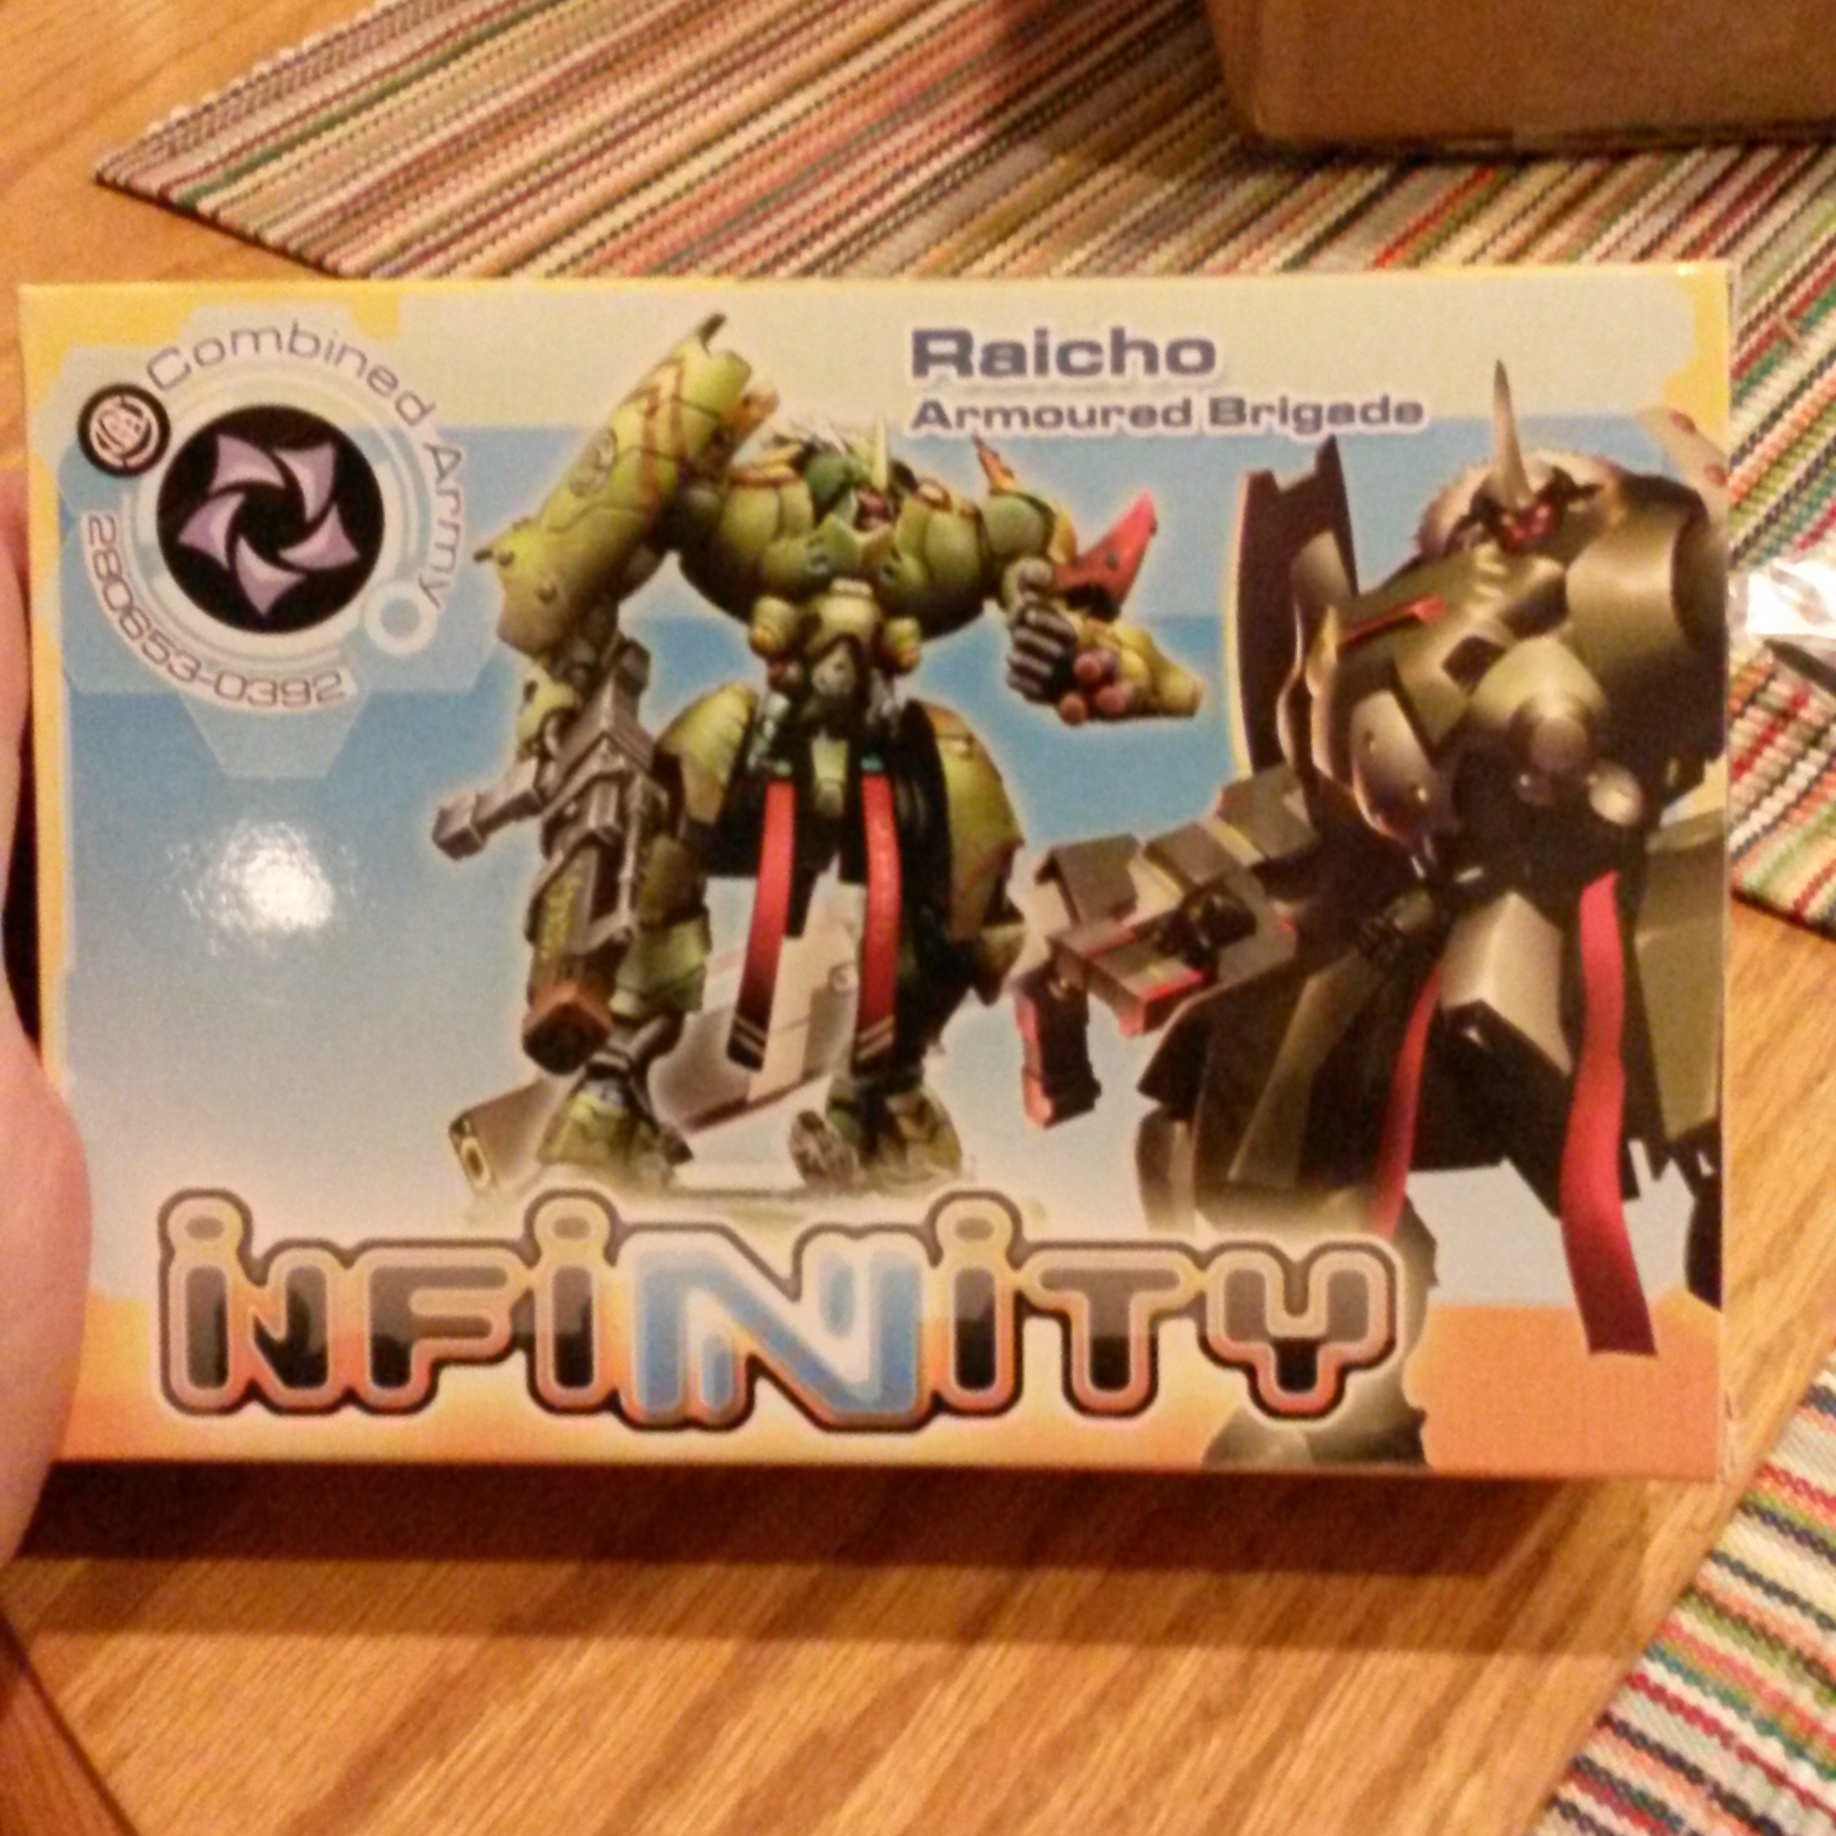 Combined Army
280653-0392
Raicho
Armoured Brigade
iNFiNiTY